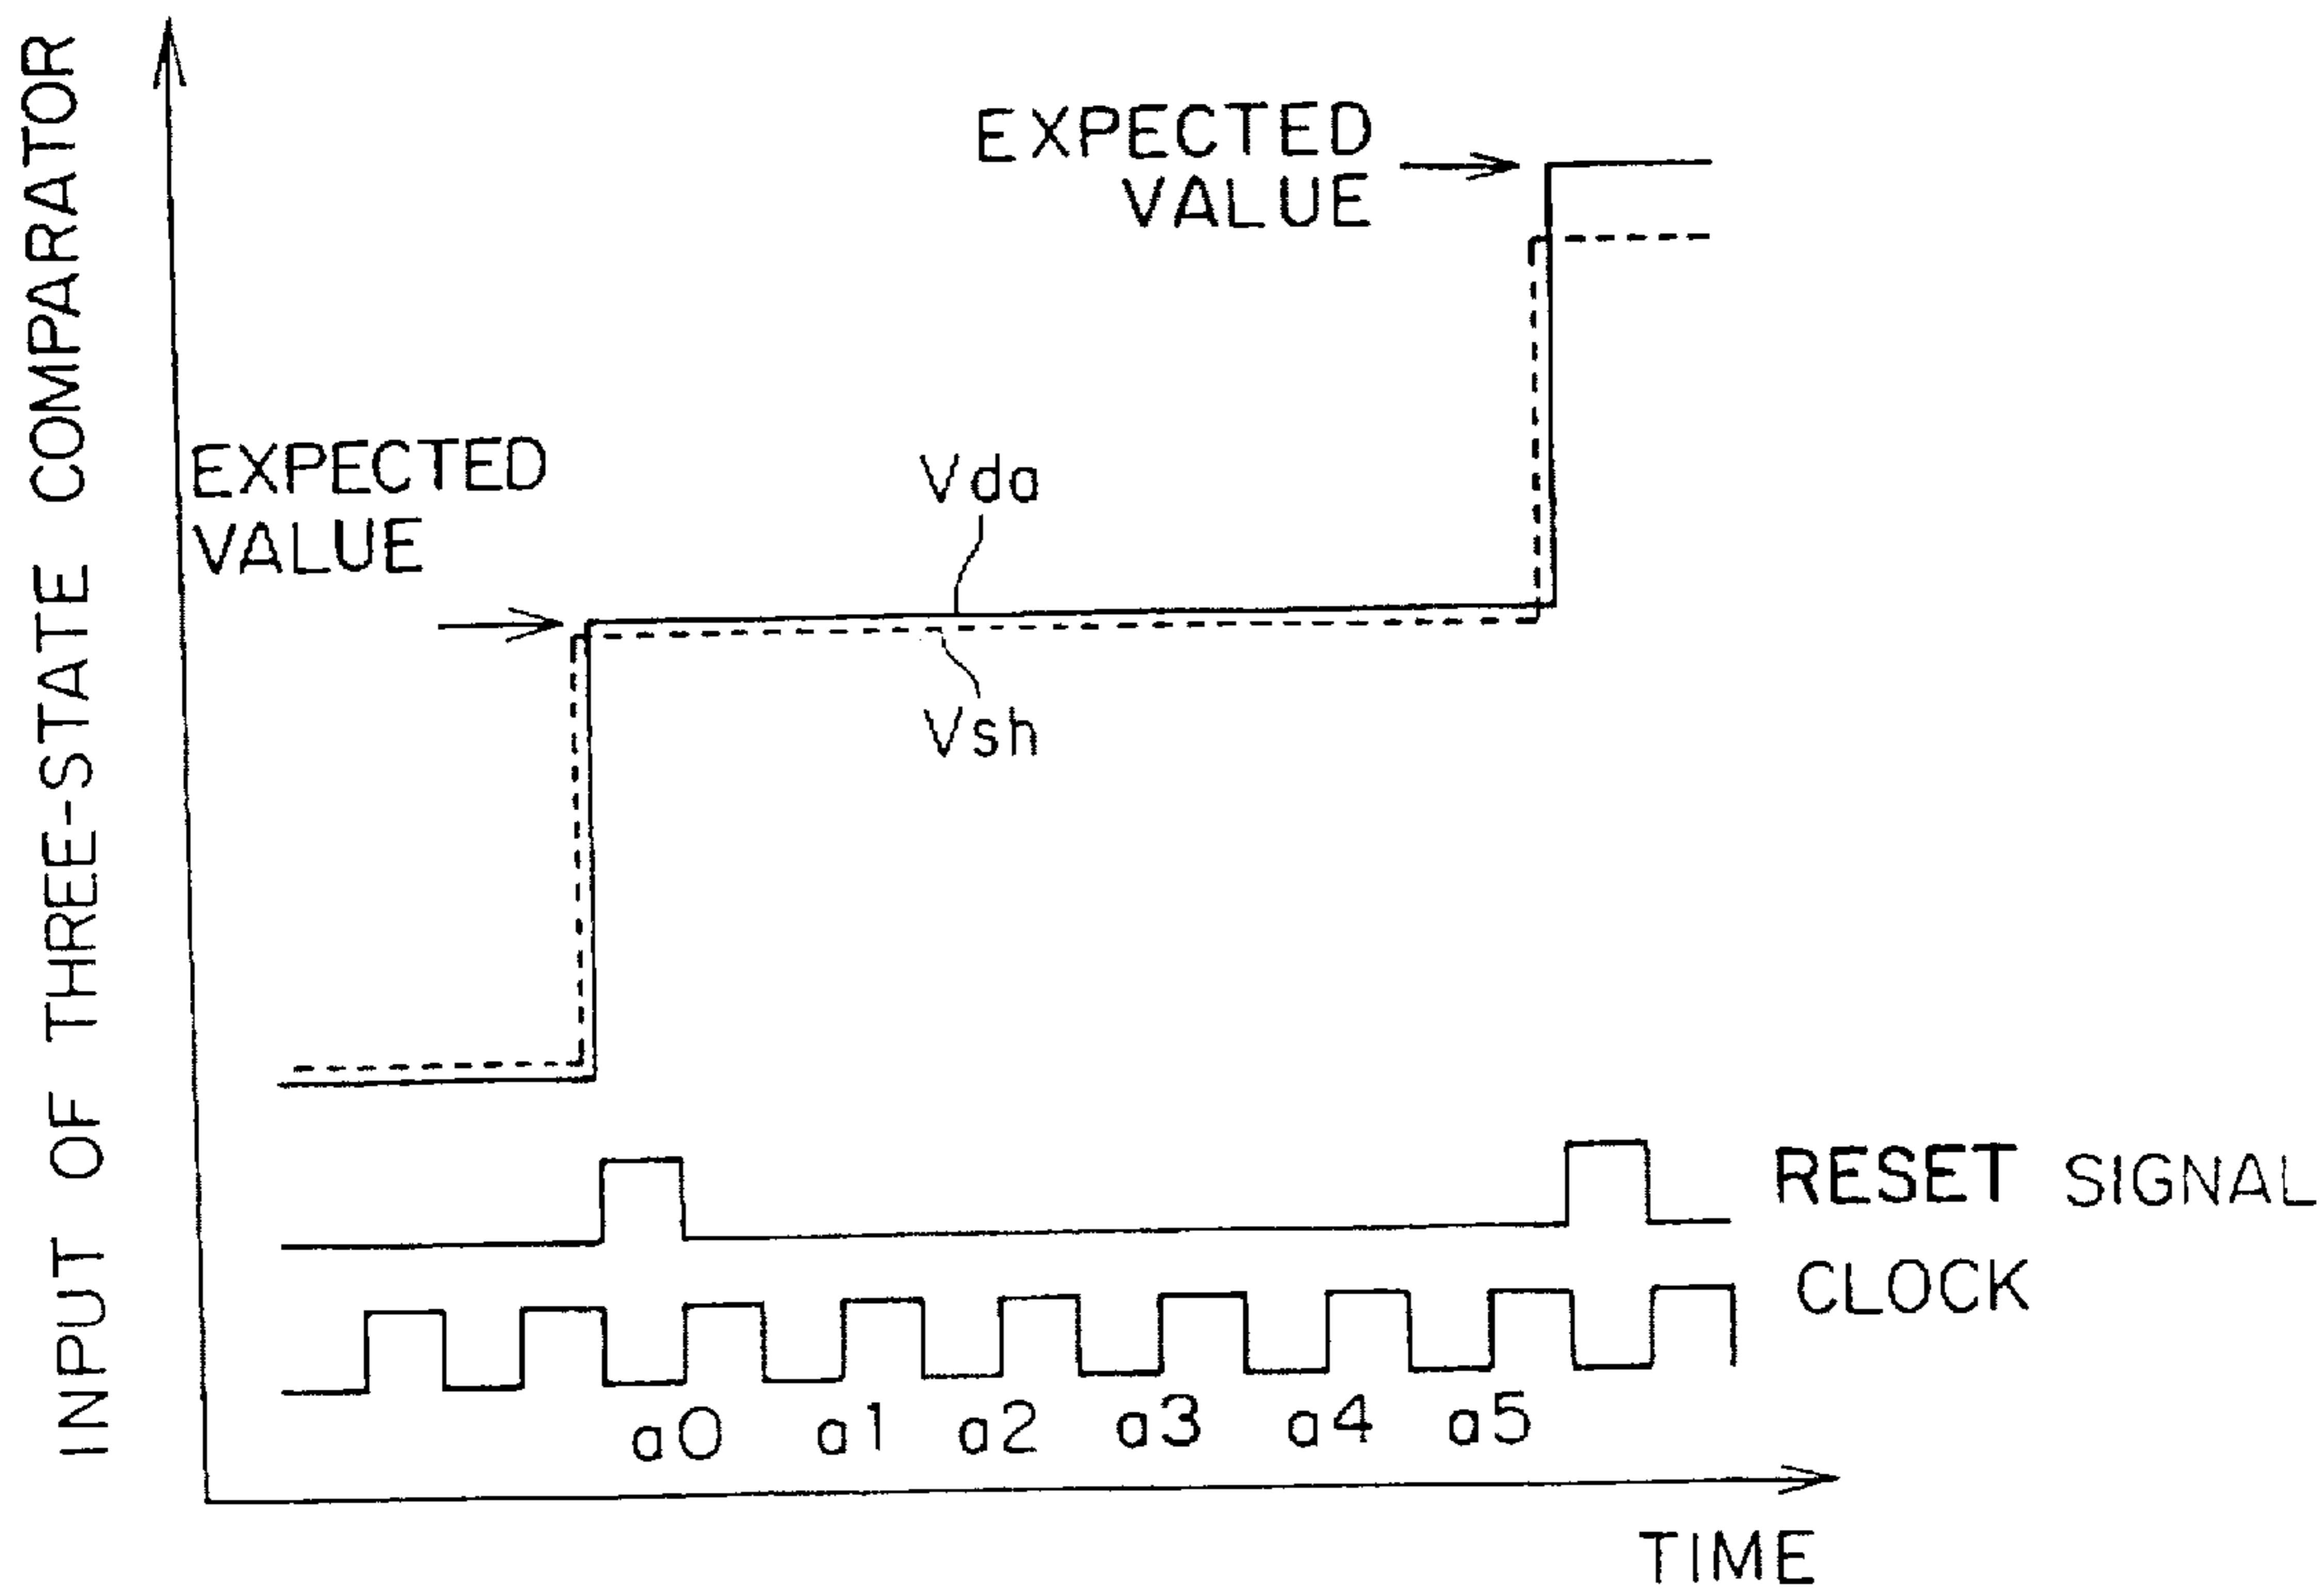 INPUT OF THREE-STATE COMPARATOR
EXPECTED
VALUE
EXPECTED
VALUE
Vda
Vsh
RESET SIGNAL
CLOCK
a0 a1 a2 a3 a4 a5
TIME